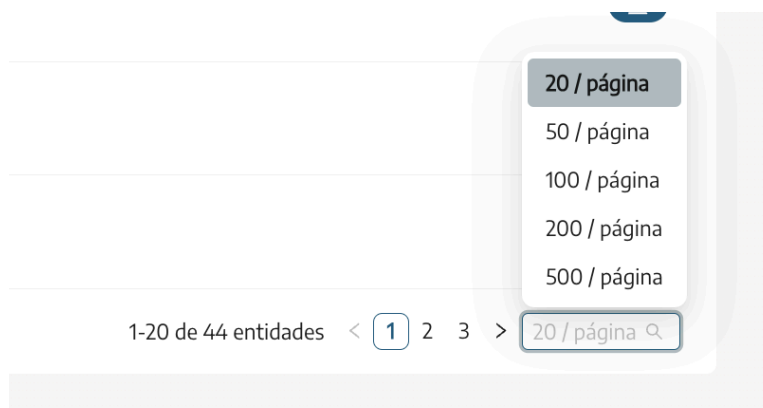 20 / página
50 / página
100 / página
200 / página
500 / página
1-20 de 44 entidades < 1 2 3 > 20 / página